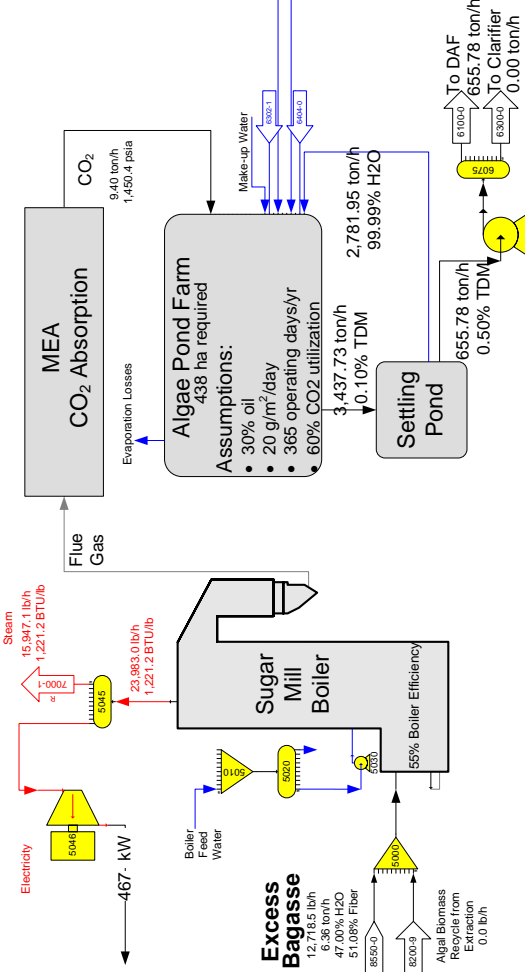 MEA
CO2 Absorption
CO2
9.40 ton/h
1,450.4 psia
Flue
Gas
Evaporation Losses
Algae Pond Farm
438 ha required
Assumptions:
• 30% oil
• 20 g/m2/day
• 365 operating days/yr
• 60% CO2 utilization
Make-up Water
6302-1
6404-0
2,781.95 ton/h
99.99% H2O
3,437.73 ton/h
0.10% TDM
Settling
Pond
655.78 ton/h
0.50% TDM
6075
6100-0
To DAF
655.78 ton/h
6300-0
To Clarifier
0.00 ton/h
Steam
15,947.1 lb/h
1,221.2 BTU/lb
7000-1
R
5045
23,983.0 lb/h
1,221.2 BTU/lb
Electricity
5046
467- kW
Sugar
Mill
Boiler
55% Boiler Efficiency
Boiler
Feed
Water
5010
5020
5030
Excess
Bagasse
12,718.5 lb/h
6.36 ton/h
47.00% H2O
51.08% Fiber
8550-0
5000
8200-9
Algal Biomass
Recycle from
Extraction
0.0 lb/h